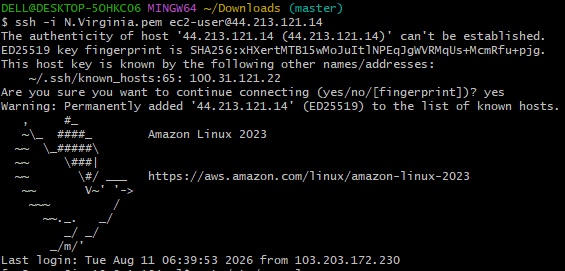 DELL@DESKTOP-5OHKCO6 MINGW64 ~/Downloads (master)
$ ssh -i N.Virginia.pem ec2-user@44.213.121.14
The authenticity of host '44.213.121.14 (44.213.121.14)' can't be established.
ED25519 key fingerprint is SHA256:xHXertMTB15wMoJuItlNPEqJgWVRMqUs+McmRfu+pjg.
This host key is known by the following other names/addresses:
    ~/.ssh/known_hosts:65: 100.31.121.22
Are you sure you want to continue connecting (yes/no/[fingerprint])? yes
Warning: Permanently added '44.213.121.14' (ED25519) to the list of known hosts.
   ,     #_
   ~\_  ####_        Amazon Linux 2023
  ~~  \_#####\
  ~~     \###|
  ~~       \#/ ___   https://aws.amazon.com/linux/amazon-linux-2023
   ~~       V~' '->
    ~~~         /
      ~~._.   _/
         _/ _/
       _/m/'
Last login: Tue Aug 11 06:39:53 2026 from 103.203.172.230